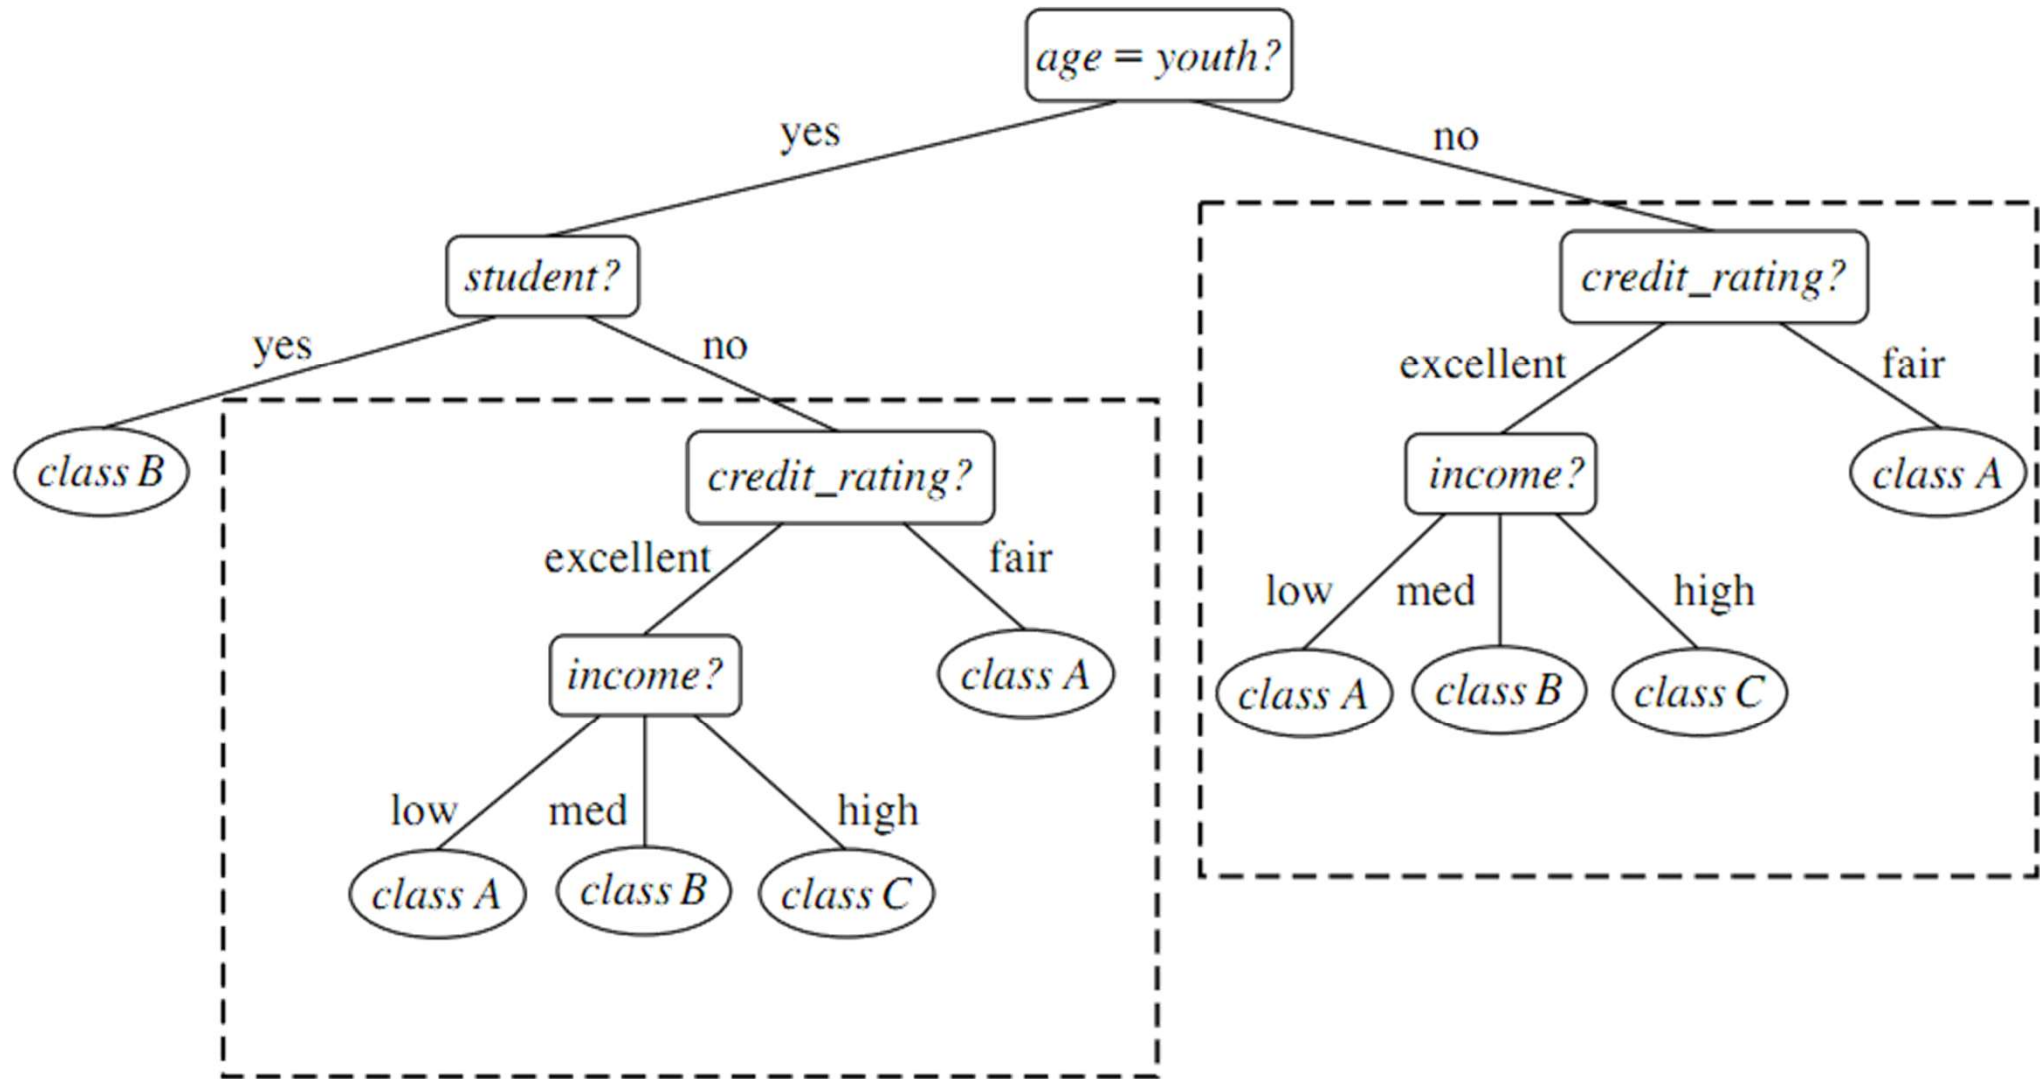 age = youth?
yes
no
student?
credit_rating?
yes
no
excellent
fair
class B
credit_rating?
income?
class A
excellent
fair
low
med
high
income?
class A
class A
class B
class C
low
med
high
class A
class B
class C